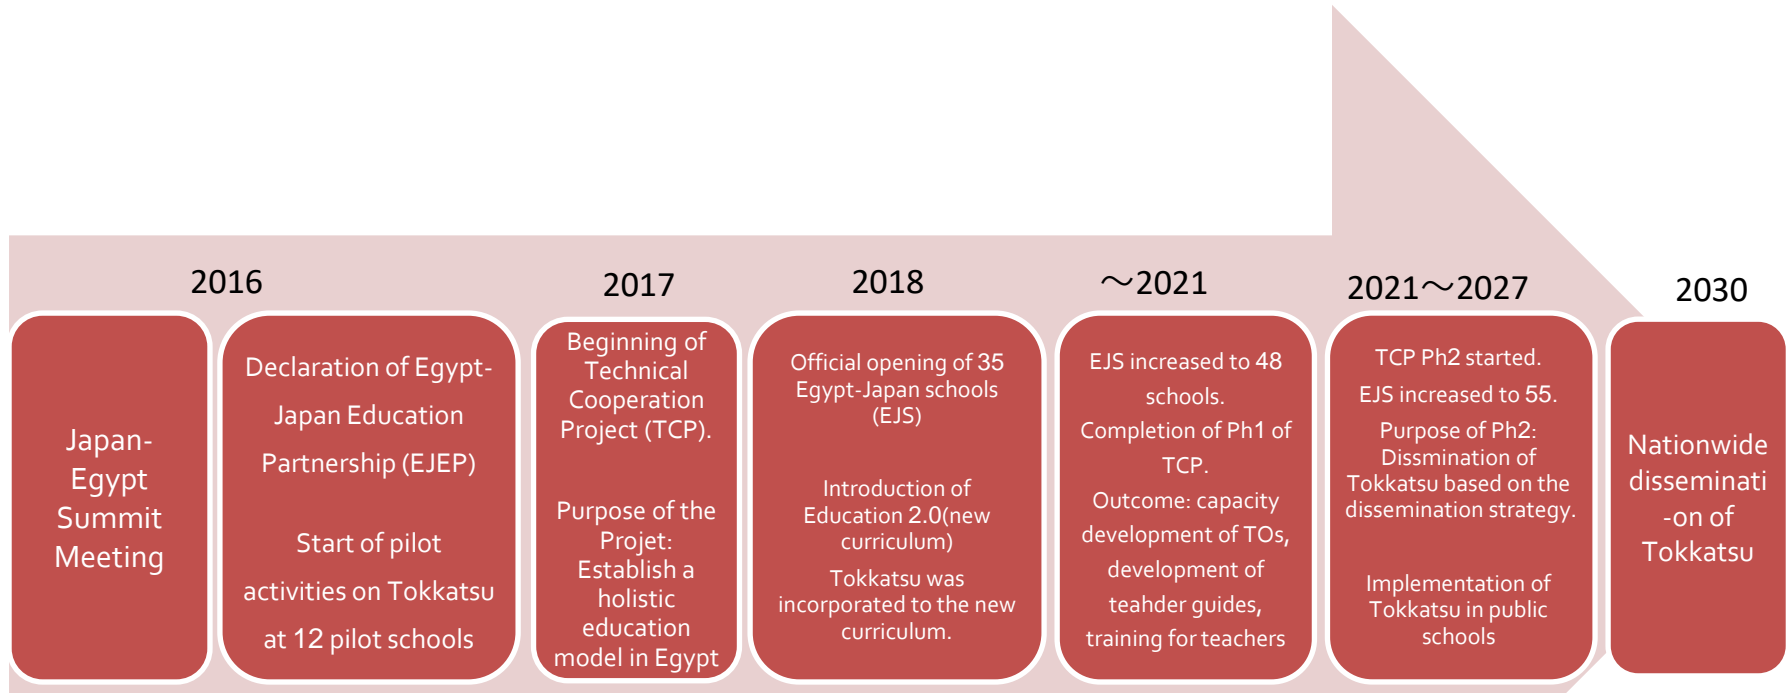 2016
Japan-
Egypt
Summit
Meeting
Declaration of Egypt-
Japan Education
Partnership (EJEP)
Start of pilot
activities on Tokkatsu
at 12 pilot schools
2017
Beginning of
Technical
Cooperation
Project (TCP).
Purpose of the
Projet:
Establish a
holistic
education
model in Egypt
2018
Official opening of 35
Egypt-Japan schools
(EJS)
Introduction of
Education 2.0(new
curriculum)
Tokkatsu was
incorporated to the new
curriculum.
～2021
EJS increased to 48
schools.
Completion of Ph1 of
TCP.
Outcome: capacity
development of TOs,
development of
teahder guides,
training for teachers
2021～2027
TCP Ph2 started.
EJS increased to 55.
Purpose of Ph2:
Dissmination of
Tokkatsu based on the
dissemination strategy.
Implementation of
Tokkatsu in public
schools
2030
Nationwide
disseminati
-on of
Tokkatsu